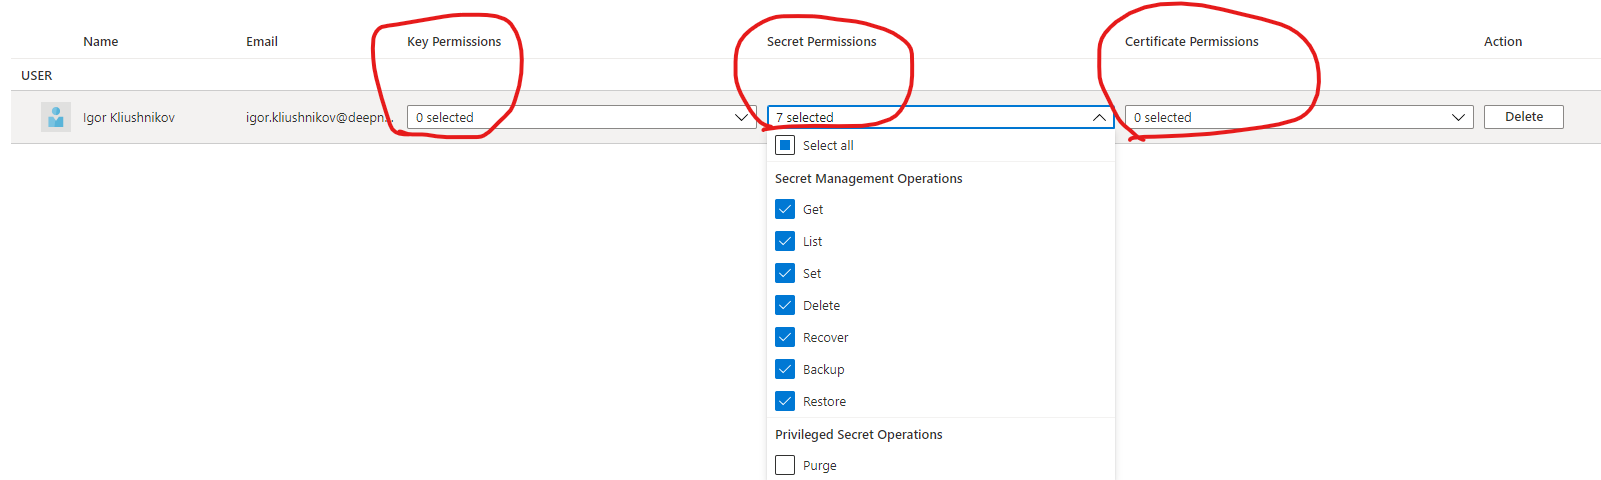 Name Email Key Permissions Secret Permissions Certificate Permissions Action
USER
Igor Kliushnikov igor.kliushnikov@deepn... 0 selected 7 selected 0 selected Delete
Select all
Secret Management Operations
Get
List
Set
Delete
Recover
Backup
Restore
Privileged Secret Operations
Purge